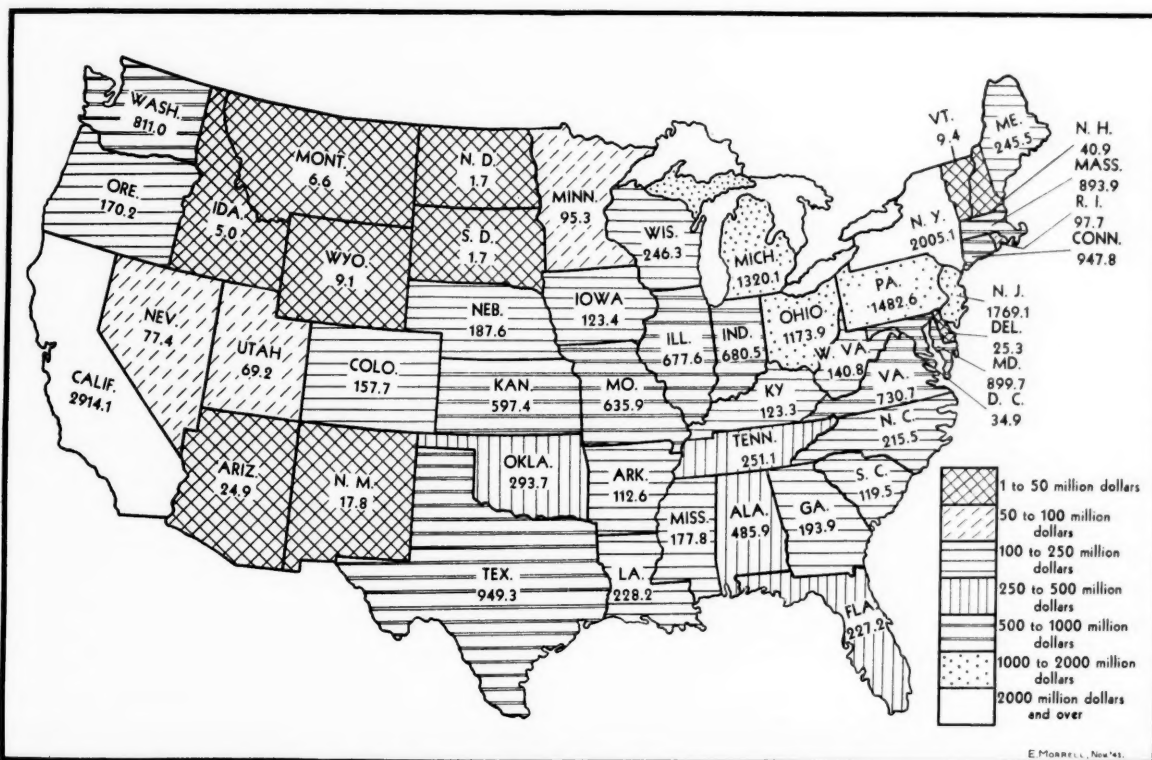 WASH.
811.0
ORE.
170.2
CALIF.
2914.1
NEV.
77.4
IDA.
5.0
MONT.
6.6
WYO.
9.1
UTAH
69.2
ARIZ.
24.9
COLO.
157.7
N. M.
17.8
N. D.
1.7
S. D.
1.7
NEB.
187.6
KAN.
597.4
OKLA.
293.7
TEX.
949.3
MINN.
95.3
IOWA
123.4
MO.
635.9
ARK.
112.6
LA.
228.2
WIS.
246.3
ILL.
677.6
MICH.
1320.1
IND.
680.5
OHIO
1173.9
KY
123.3
TENN.
251.1
MISS.
177.8
ALA.
485.9
GA.
193.9
FLA.
227.2
S. C.
119.5
N. C.
215.5
VA.
730.7
W. VA.
140.8
PA.
1482.6
N. Y.
2005.1
VT.
9.4
ME.
245.5
N. H.
40.9
MASS.
893.9
R. I.
97.7
CONN.
947.8
N. J.
1769.1
DEL.
25.3
MD.
899.7
D. C.
34.9
1 to 50 million dollars
50 to 100 million
dollars
100 to 250 million
dollars
250 to 500 million
dollars
500 to 1000 million
dollars
1000 to 2000 million
dollars
2000 million dollars
and over
E. MORRELL, Nov.